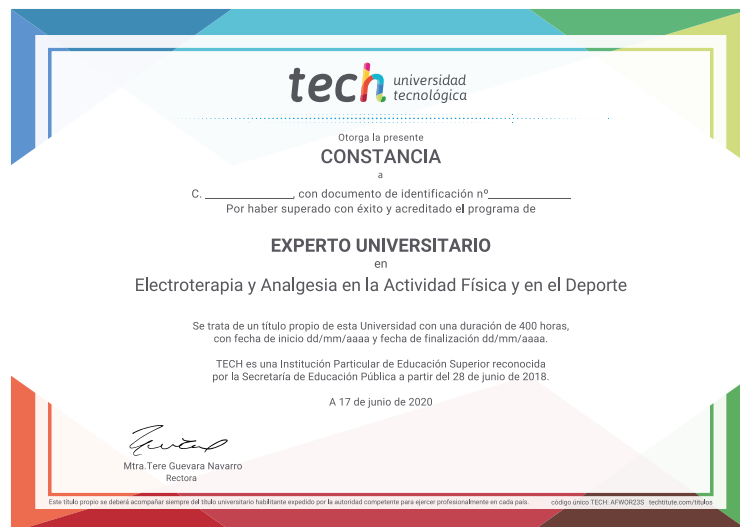 tech universidad
tecnológica
Otorga la presente
CONSTANCIA
a
C. ______________, con documento de identificación nº______________
Por haber superado con éxito y acreditado el programa de
EXPERTO UNIVERSITARIO
en
Electroterapia y Analgesia en la Actividad Física y en el Deporte
Se trata de un título propio de esta Universidad con una duración de 400 horas,
con fecha de inicio dd/mm/aaaa y fecha de finalización dd/mm/aaaa.
TECH es una Institución Particular de Educación Superior reconocida
por la Secretaría de Educación Pública a partir del 28 de junio de 2018.
A 17 de junio de 2020
Mtra.Tere Guevara Navarro
Rectora
Este título propio se deberá acompañar siempre del título universitario habilitante expedido por la autoridad competente para ejercer profesionalmente en cada país. código único TECH: AFWOR23S techtitute.com/titulos